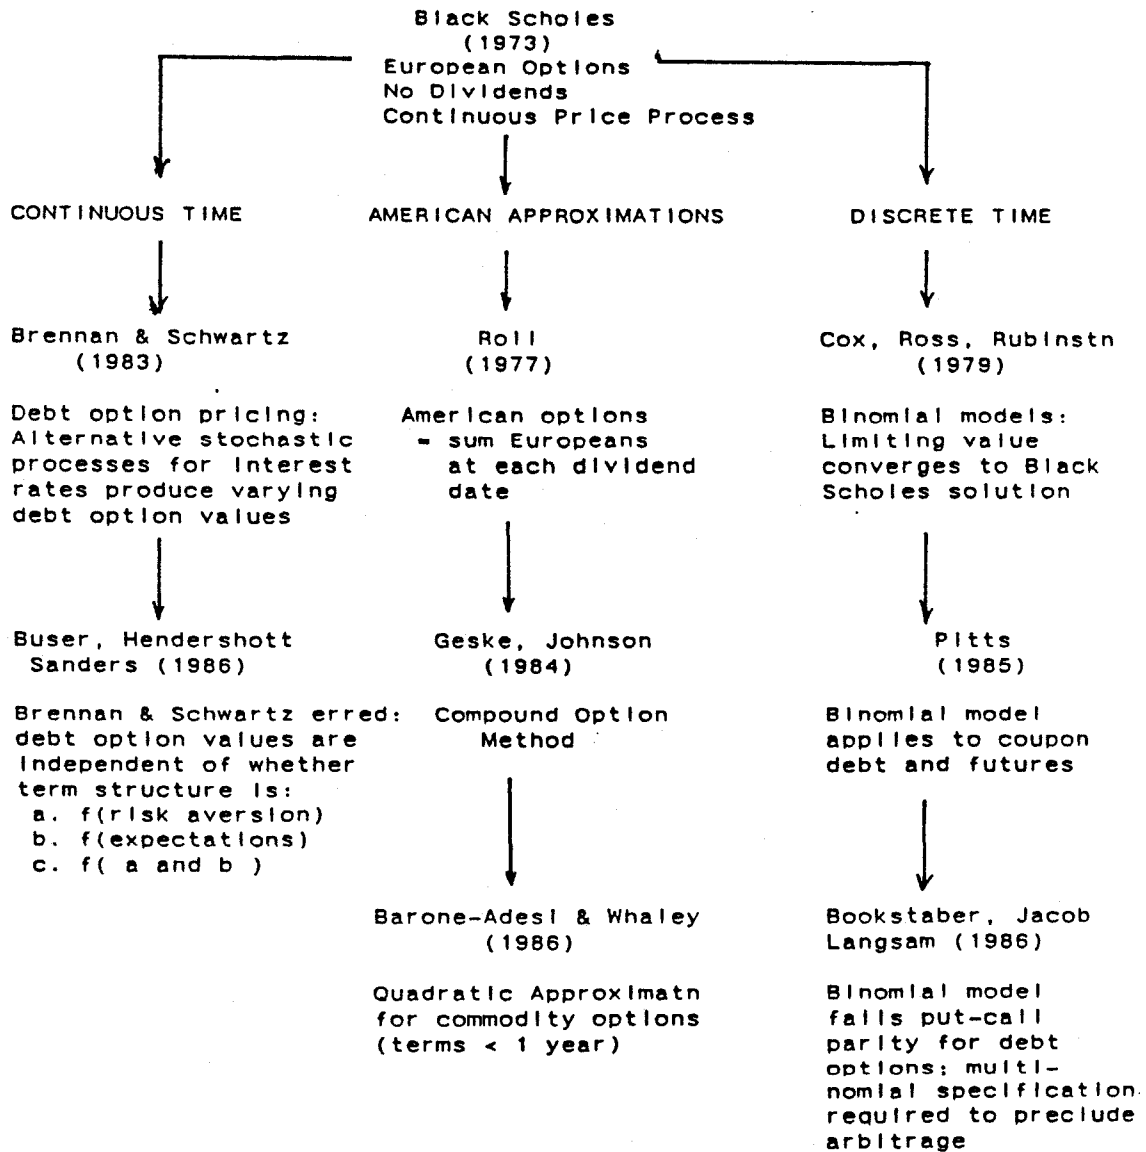 Black Scholes
(1973)
European Options
No Dividends
Continuous Price Process
CONTINUOUS TIME
AMERICAN APPROXIMATIONS
DISCRETE TIME
Brennan & Schwartz
(1983)
Debt option pricing:
Alternative stochastic
processes for interest
rates produce varying
debt option values
Buser, Hendershott
Sanders (1986)
Brennan & Schwartz erred:
debt option values are
independent of whether
term structure is:
a. f(risk aversion)
b. f(expectations)
c. f( a and b )
Roll
(1977)
American options
= sum Europeans
at each dividend
date
Geske, Johnson
(1984)
Compound Option
Method
Barone-Adesi & Whaley
(1986)
Quadratic Approximatn
for commodity options
(terms < 1 year)
Cox, Ross, Rubinstn
(1979)
Binomial models:
Limiting value
converges to Black
Scholes solution
Pitts
(1985)
Binomial model
applies to coupon
debt and futures
Bookstaber, Jacob
Langsam (1986)
Binomial model
fails put-call
parity for debt
options: multi-
nomial specification
required to preclude
arbitrage